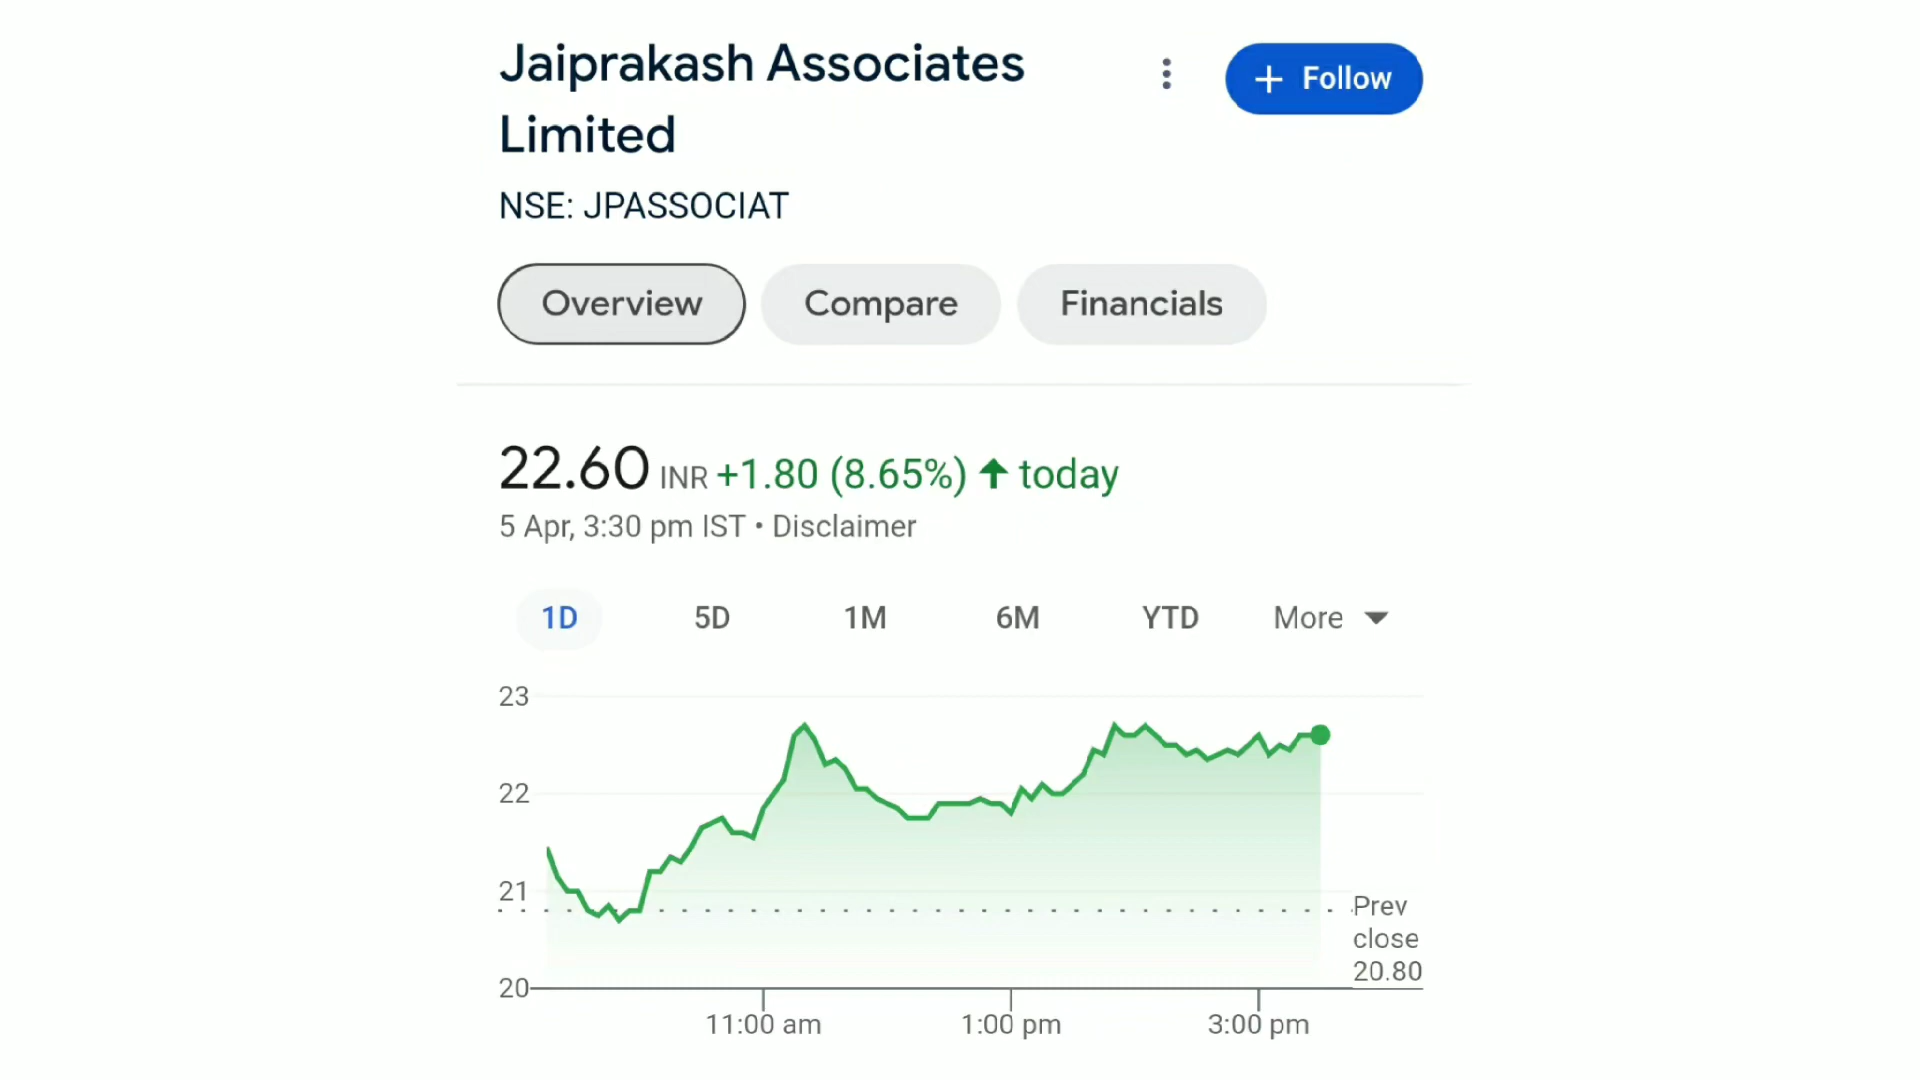 Jaiprakash Associates
Limited
+ Follow
NSE: JPASSOCIAT
Overview Compare Financials
22.60 INR +1.80 (8.65%) ↑ today
5 Apr, 3:30 pm IST • Disclaimer
1D 5D 1M 6M YTD More
23
22
21
20
Prev
close
20.80
11:00 am 1:00 pm 3:00 pm